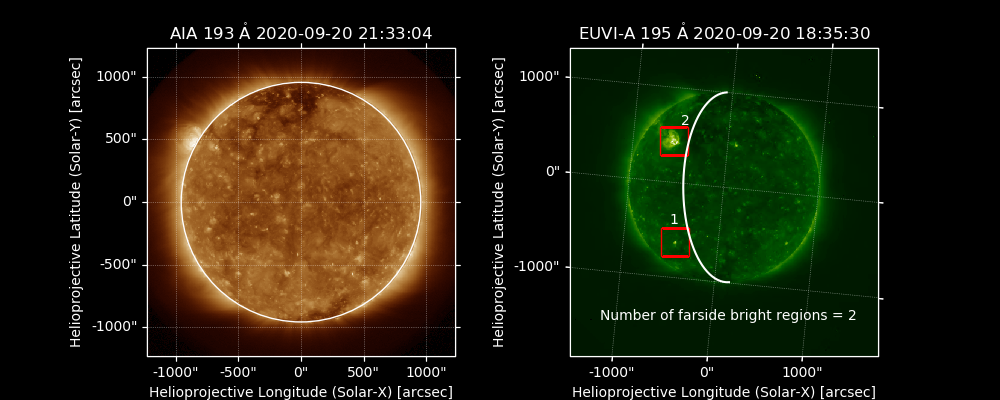 AIA 193 Å 2020-09-20 21:33:04
Helioprojective Latitude (Solar-Y) [arcsec]
1000"
500"
0"
-500"
-1000"
-1000" -500" 0" 500" 1000"
Helioprojective Longitude (Solar-X) [arcsec]
EUVI-A 195 Å 2020-09-20 18:35:30
Helioprojective Latitude (Solar-Y) [arcsec]
1000"
0"
-1000"
2
1
Number of farside bright regions = 2
-1000" 0" 1000"
Helioprojective Longitude (Solar-X) [arcsec]